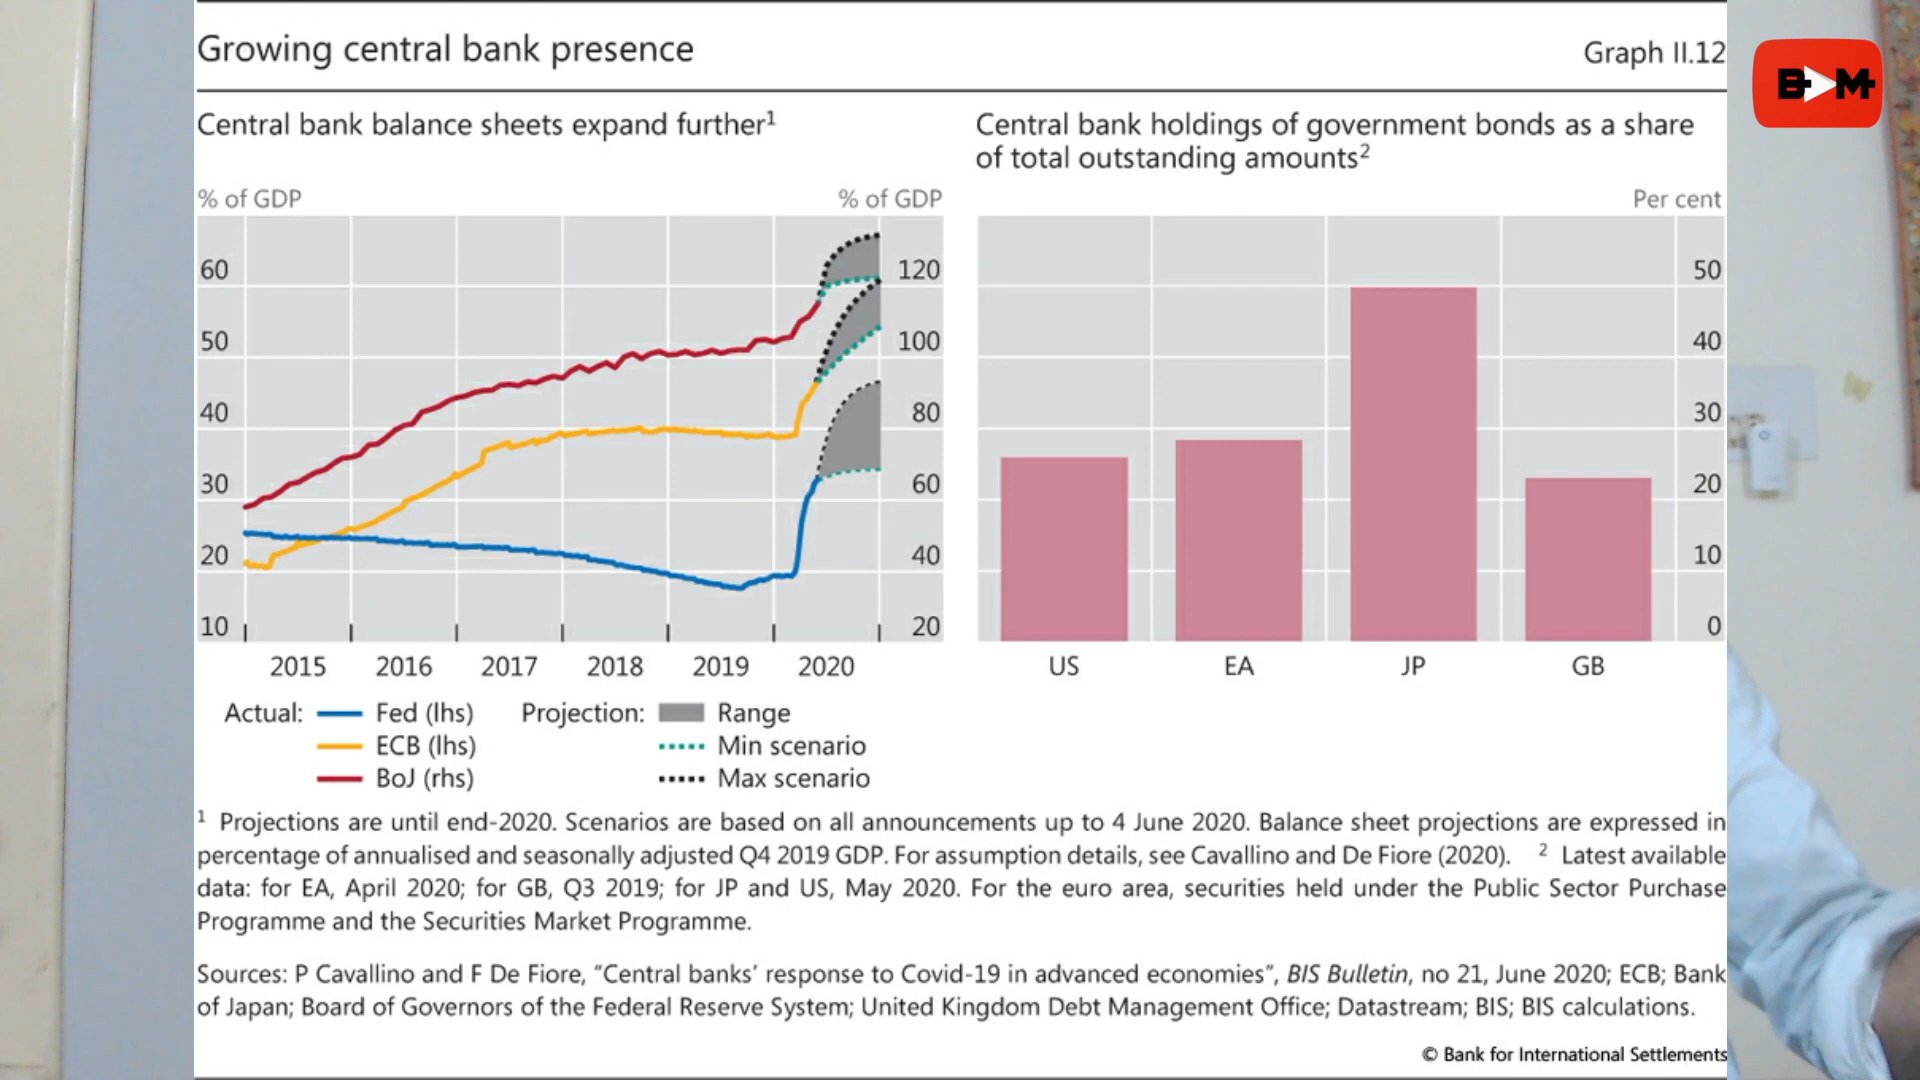 Growing central bank presence
Graph II.12
B M
Central bank balance sheets expand further¹
% of GDP
% of GDP
60
50
40
30
20
10
120
100
80
60
40
20
2015 2016 2017 2018 2019 2020
Actual: Fed (lhs)
ECB (lhs)
BoJ (rhs)
Projection: Range
Min scenario
Max scenario
Central bank holdings of government bonds as a share
of total outstanding amounts²
Per cent
50
40
30
20
10
0
US EA JP GB
¹ Projections are until end-2020. Scenarios are based on all announcements up to 4 June 2020. Balance sheet projections are expressed in
percentage of annualised and seasonally adjusted Q4 2019 GDP. For assumption details, see Cavallino and De Fiore (2020). ² Latest available
data: for EA, April 2020; for GB, Q3 2019; for JP and US, May 2020. For the euro area, securities held under the Public Sector Purchase
Programme and the Securities Market Programme.
Sources: P Cavallino and F De Fiore, "Central banks' response to Covid-19 in advanced economies", BIS Bulletin, no 21, June 2020; ECB; Bank
of Japan; Board of Governors of the Federal Reserve System; United Kingdom Debt Management Office; Datastream; BIS; BIS calculations.
© Bank for International Settlements